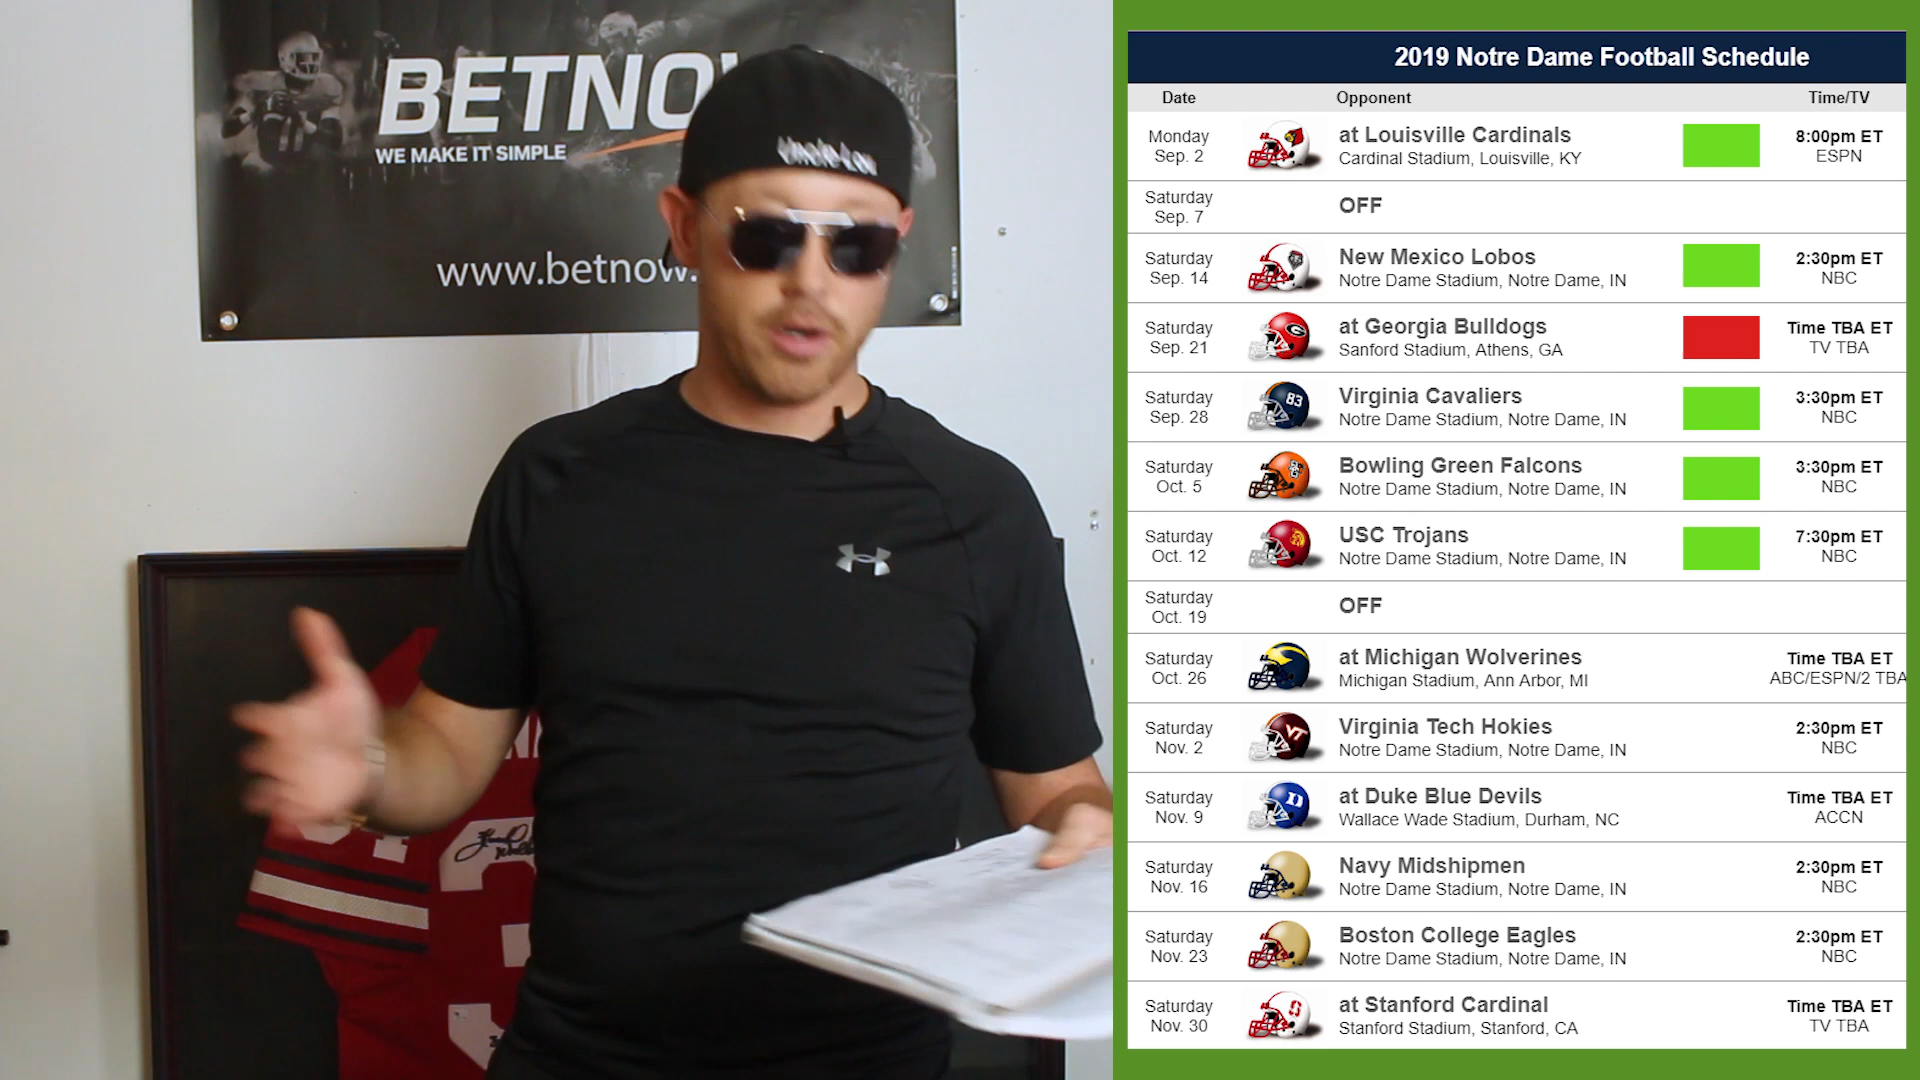 BETNO
WE MAKE IT SIMPLE
www.betnow.
2019 Notre Dame Football Schedule
Date Opponent Time/TV
Monday
Sep. 2
at Louisville Cardinals
Cardinal Stadium, Louisville, KY
8:00pm ET
ESPN
Saturday
Sep. 7
OFF
Saturday
Sep. 14
New Mexico Lobos
Notre Dame Stadium, Notre Dame, IN
2:30pm ET
NBC
Saturday
Sep. 21
at Georgia Bulldogs
Sanford Stadium, Athens, GA
Time TBA ET
TV TBA
Saturday
Sep. 28
83
Virginia Cavaliers
Notre Dame Stadium, Notre Dame, IN
3:30pm ET
NBC
Saturday
Oct. 5
Bowling Green Falcons
Notre Dame Stadium, Notre Dame, IN
3:30pm ET
NBC
Saturday
Oct. 12
USC Trojans
Notre Dame Stadium, Notre Dame, IN
7:30pm ET
NBC
Saturday
Oct. 19
OFF
Saturday
Oct. 26
at Michigan Wolverines
Michigan Stadium, Ann Arbor, MI
Time TBA ET
ABC/ESPN/2 TBA
Saturday
Nov. 2
Virginia Tech Hokies
Notre Dame Stadium, Notre Dame, IN
2:30pm ET
NBC
Saturday
Nov. 9
at Duke Blue Devils
Wallace Wade Stadium, Durham, NC
Time TBA ET
ACCN
Saturday
Nov. 16
Navy Midshipmen
Notre Dame Stadium, Notre Dame, IN
2:30pm ET
NBC
Saturday
Nov. 23
Boston College Eagles
Notre Dame Stadium, Notre Dame, IN
2:30pm ET
NBC
Saturday
Nov. 30
at Stanford Cardinal
Stanford Stadium, Stanford, CA
Time TBA ET
TV TBA